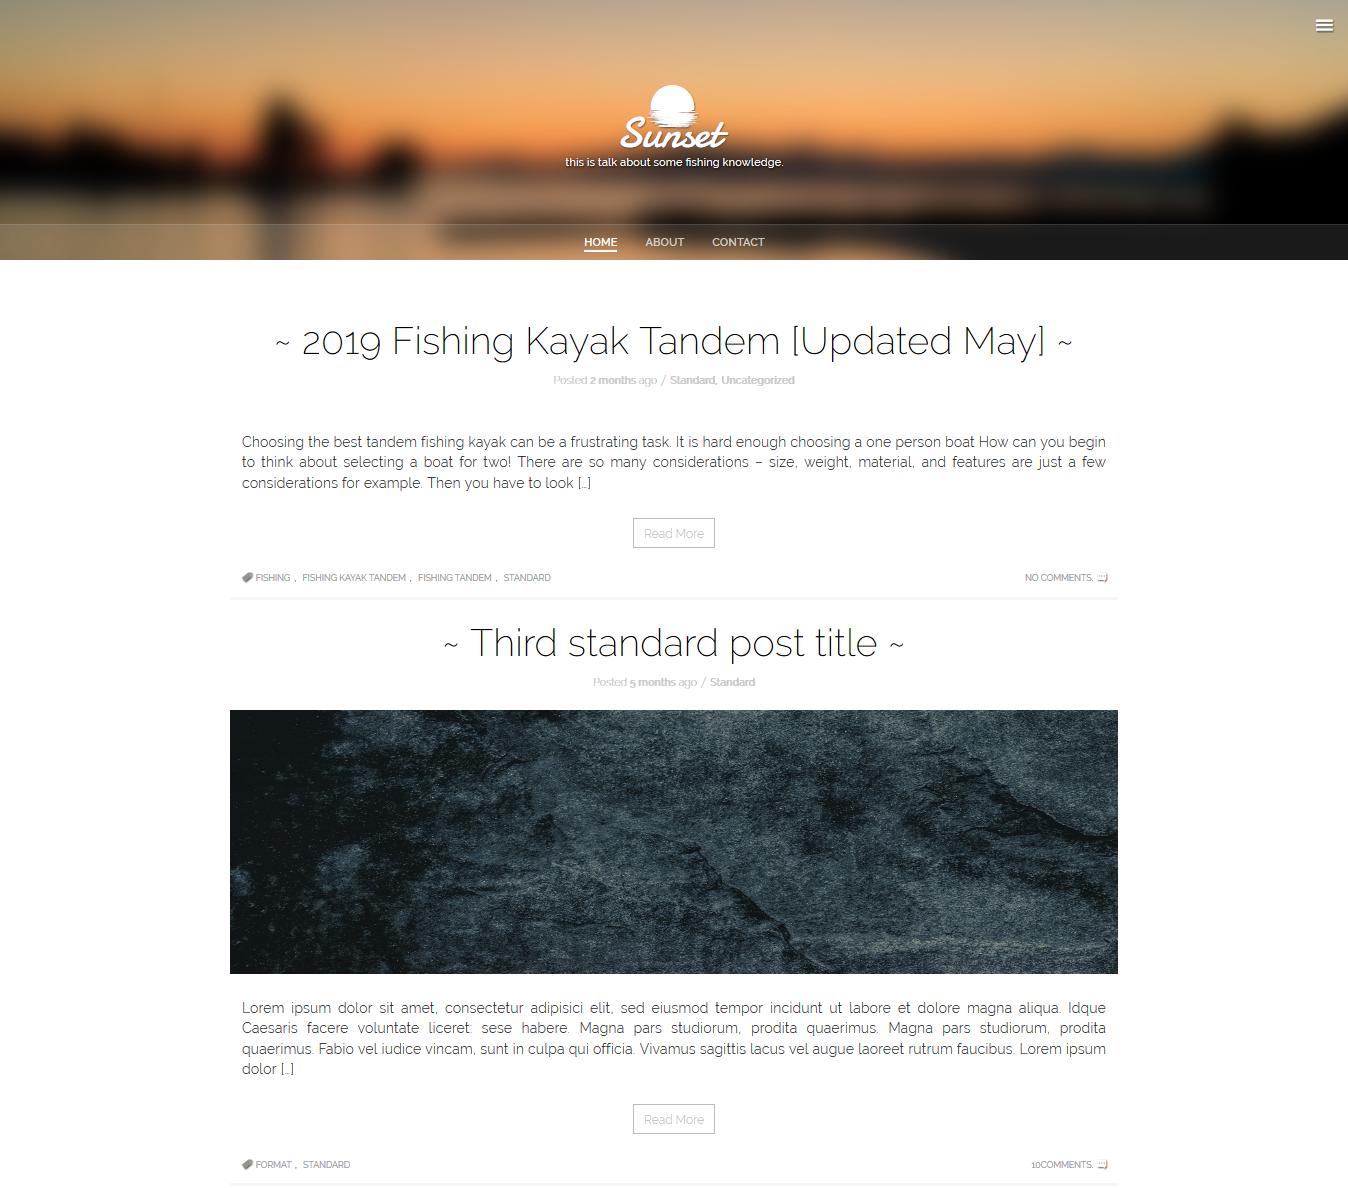 Sunset
this is talk about some fishing knowledge.
HOME ABOUT CONTACT
~ 2019 Fishing Kayak Tandem [Updated May] ~
Posted 2 months ago / Standard, Uncategorized
Choosing the best tandem fishing kayak can be a frustrating task. It is hard enough choosing a one person boat How can you begin
to think about selecting a boat for two! There are so many considerations – size, weight, material, and features are just a few
considerations for example. Then you have to look [...]
Read More
FISHING , FISHING KAYAK TANDEM , FISHING TANDEM , STANDARD
NO COMMENTS.
~ Third standard post title ~
Posted 5 months ago / Standard
Lorem ipsum dolor sit amet, consectetur adipisici elit, sed eiusmod tempor incidunt ut labore et dolore magna aliqua. Idque
Caesaris facere voluntate liceret: sese habere. Magna pars studiorum, prodita quaerimus. Magna pars studiorum, prodita
quaerimus. Fabio vel iudice vincam, sunt in culpa qui officia. Vivamus sagittis lacus vel augue laoreet rutrum faucibus. Lorem ipsum
dolor [...]
Read More
FORMAT , STANDARD
10COMMENTS.